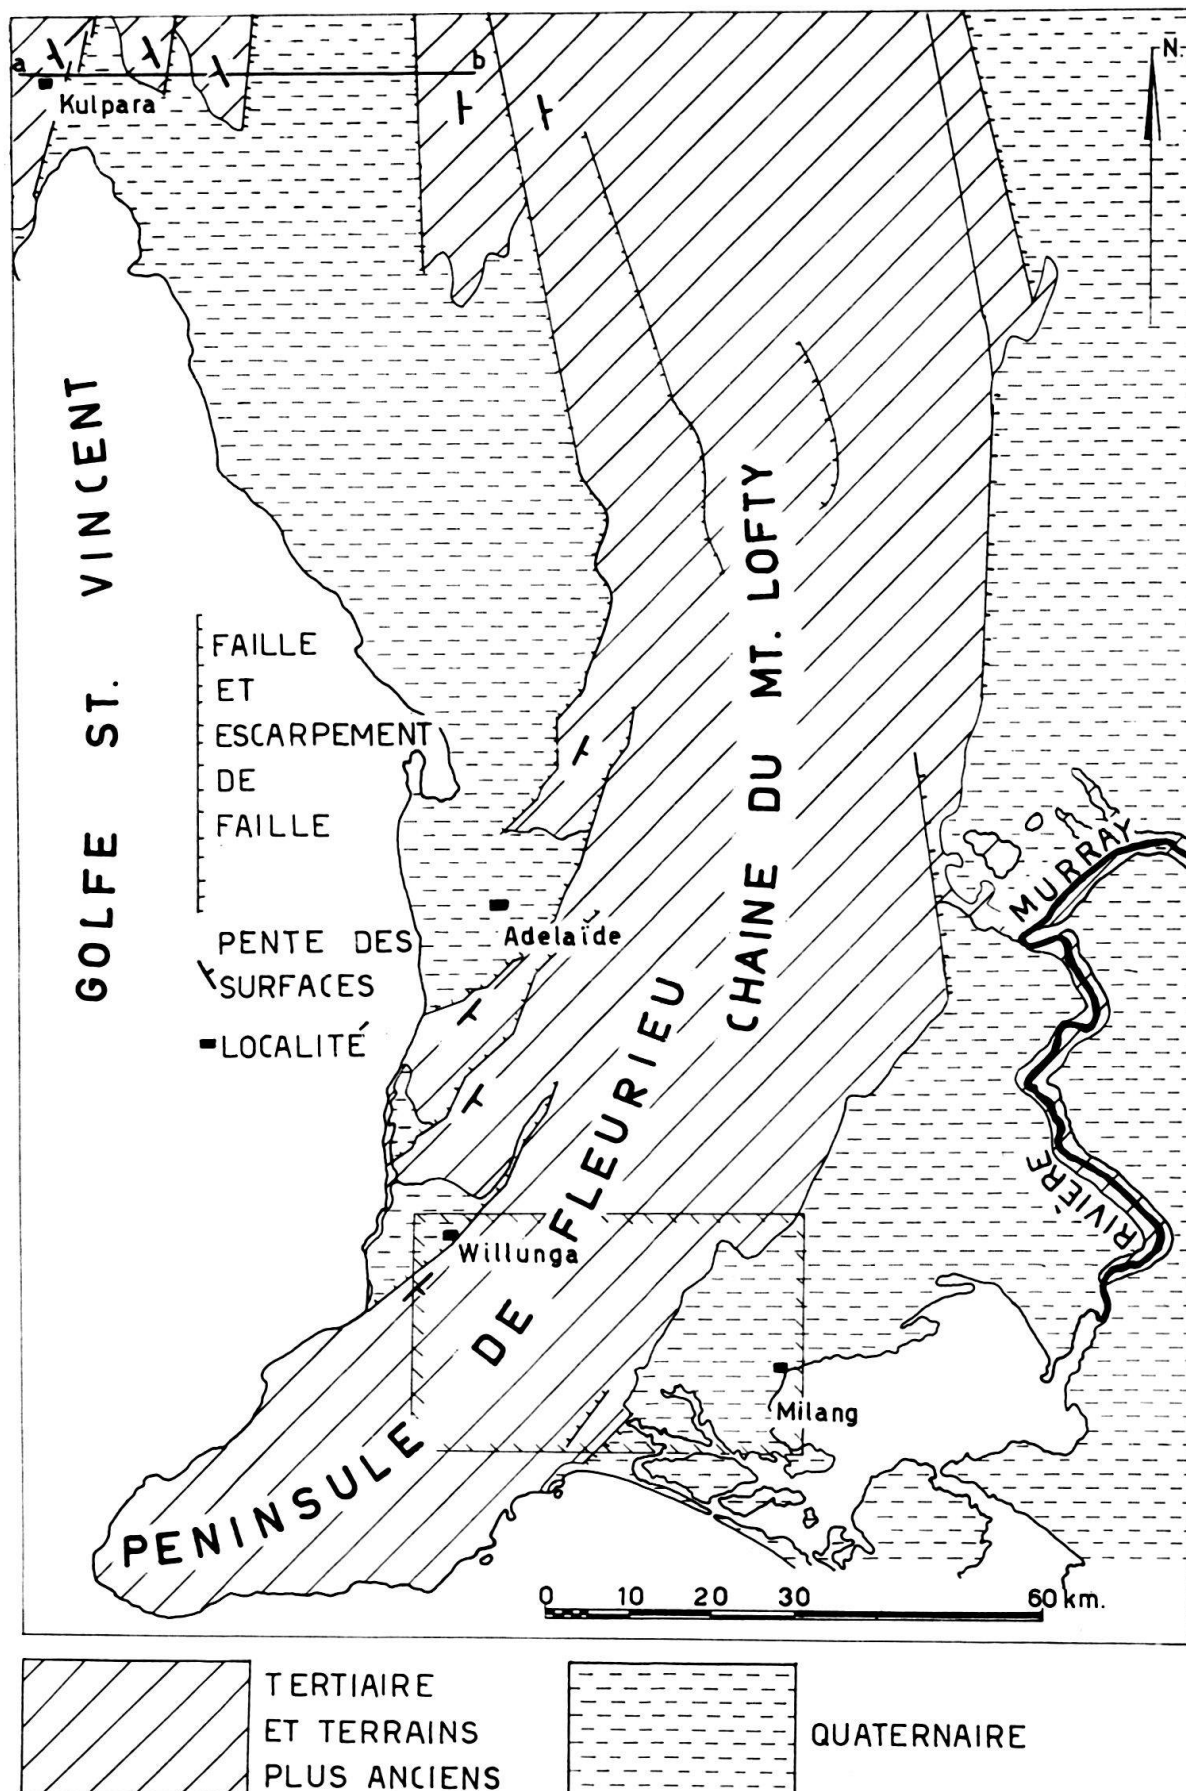 a
b
N.
Kulpara
GOLFE ST. VINCENT
FAILLE
ET
ESCARPEMENT
DE
FAILLE
PENTE DES
SURFACES
LOCALITÉ
CHAINE DU MT. LOFTY
Adelaïde
MURRAY
RIVIÈRE
PENINSULE DE FLEURIEU
Willunga
Milang
0 10 20 30 60 km.
TERTIAIRE
ET TERRAINS
PLUS ANCIENS
QUATERNAIRE